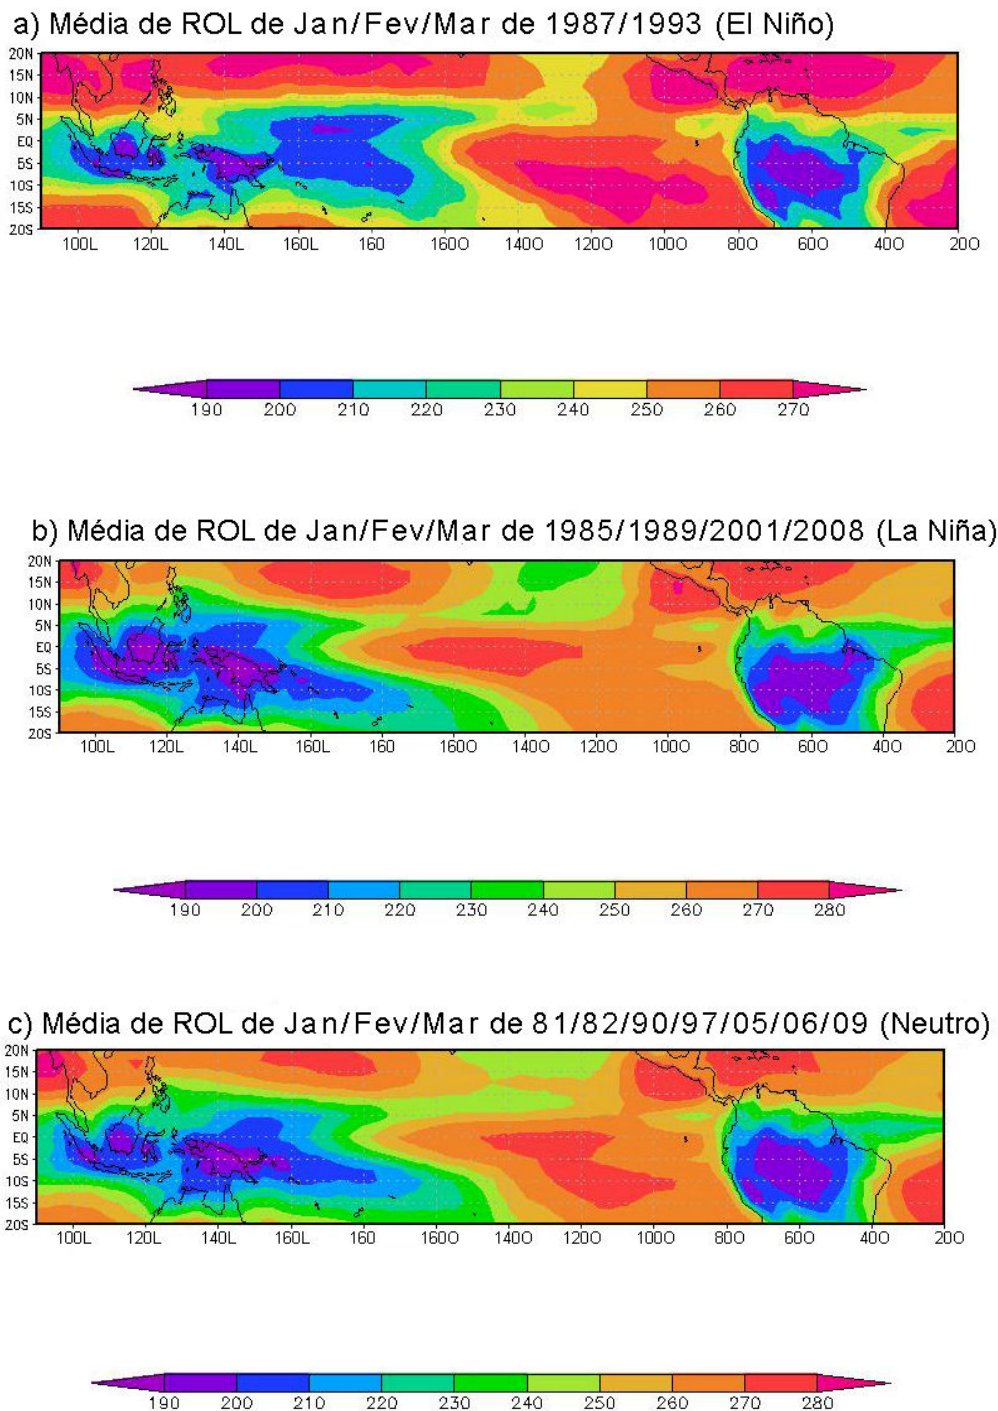 a) Média de ROL de Jan/Fev/Mar de 1987/1993 (El Niño)
20N
15N
10N
5N
EQ
5S
10S
15S
20S
100L 120L 140L 160L 160 160O 140O 120O 100O 80O 60O 40O 20O
190 200 210 220 230 240 250 260 270
b) Média de ROL de Jan/Fev/Mar de 1985/1989/2001/2008 (La Niña)
20N
15N
10N
5N
EQ
5S
10S
15S
20S
100L 120L 140L 160L 160 160O 140O 120O 100O 80O 60O 40O 20O
190 200 210 220 230 240 250 260 270 280
c) Média de ROL de Jan/Fev/Mar de 81/82/90/97/05/06/09 (Neutro)
20N
15N
10N
5N
EQ
5S
10S
15S
20S
100L 120L 140L 160L 160 160O 140O 120O 100O 80O 60O 40O 20O
190 200 210 220 230 240 250 260 270 280